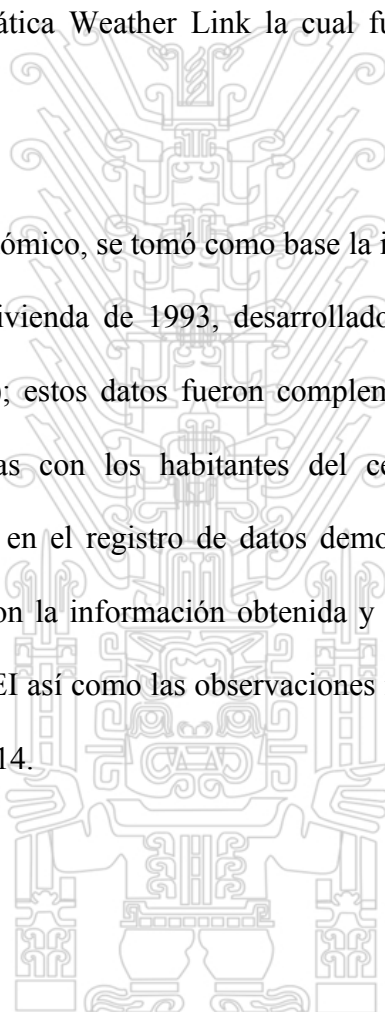 ática Weather Link la cual fu
ómico, se tomó como base la i
ivienda de 1993, desarrollado
); estos datos fueron complem
as con los habitantes del ce
en el registro de datos demo
on la información obtenida y
EI así como las observaciones
14.